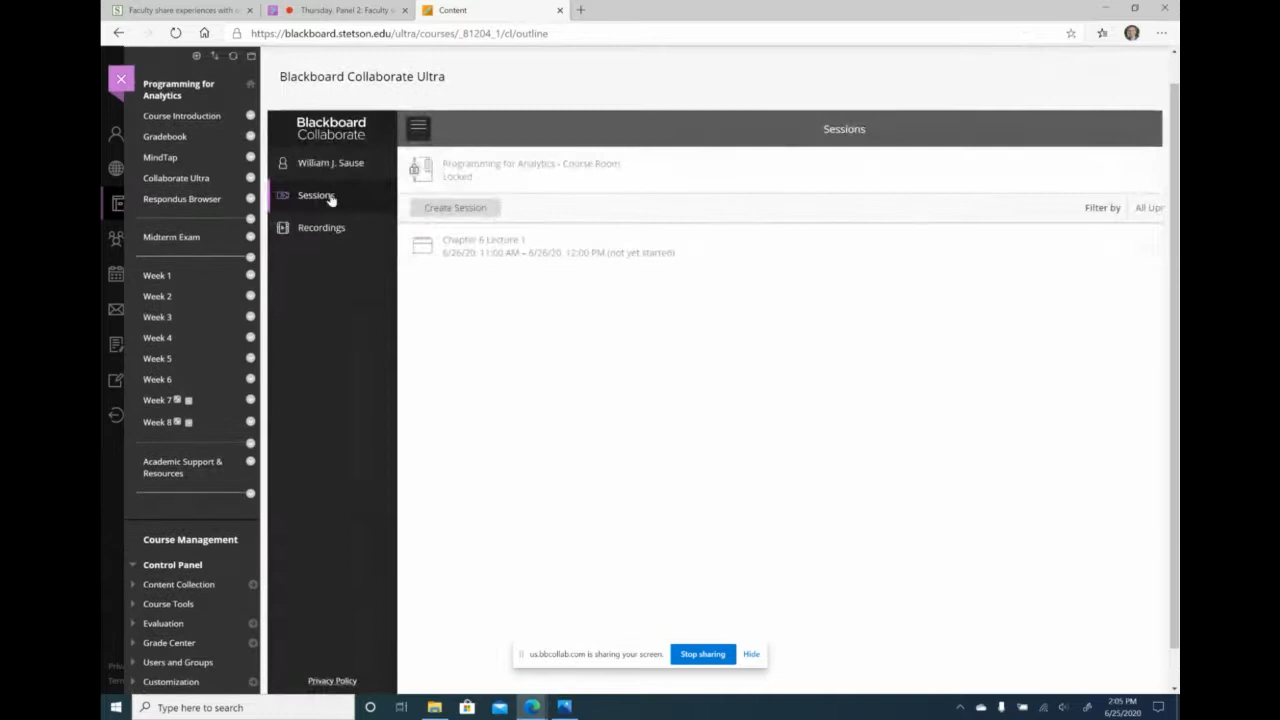 Faculty share experiences with o
Thursday, Panel 2: Faculty s
Content
https://blackboard.stetson.edu/ultra/courses/_81204_1/cl/outline
Programming for
Analytics
Course Introduction
Gradebook
MindTap
Collaborate Ultra
Respondus Browser
Midterm Exam
Week 1
Week 2
Week 3
Week 4
Week 5
Week 6
Week 7
Week 8
Academic Support &
Resources
Course Management
Control Panel
Content Collection
Course Tools
Evaluation
Grade Center
Users and Groups
Customization
Priv
Term
Blackboard Collaborate Ultra
Blackboard
Collaborate
William J. Sause
Sessions
Recordings
Privacy Policy
Sessions
Programming for Analytics - Course Room
Locked
Create Session
Filter by
All Up
Chapter 6 Lecture 1
6/26/20, 11:00 AM – 6/26/20, 12:00 PM (not yet started)
us.bbcollab.com is sharing your screen.
Stop sharing
Hide
Type here to search
2:05 PM
6/25/2020